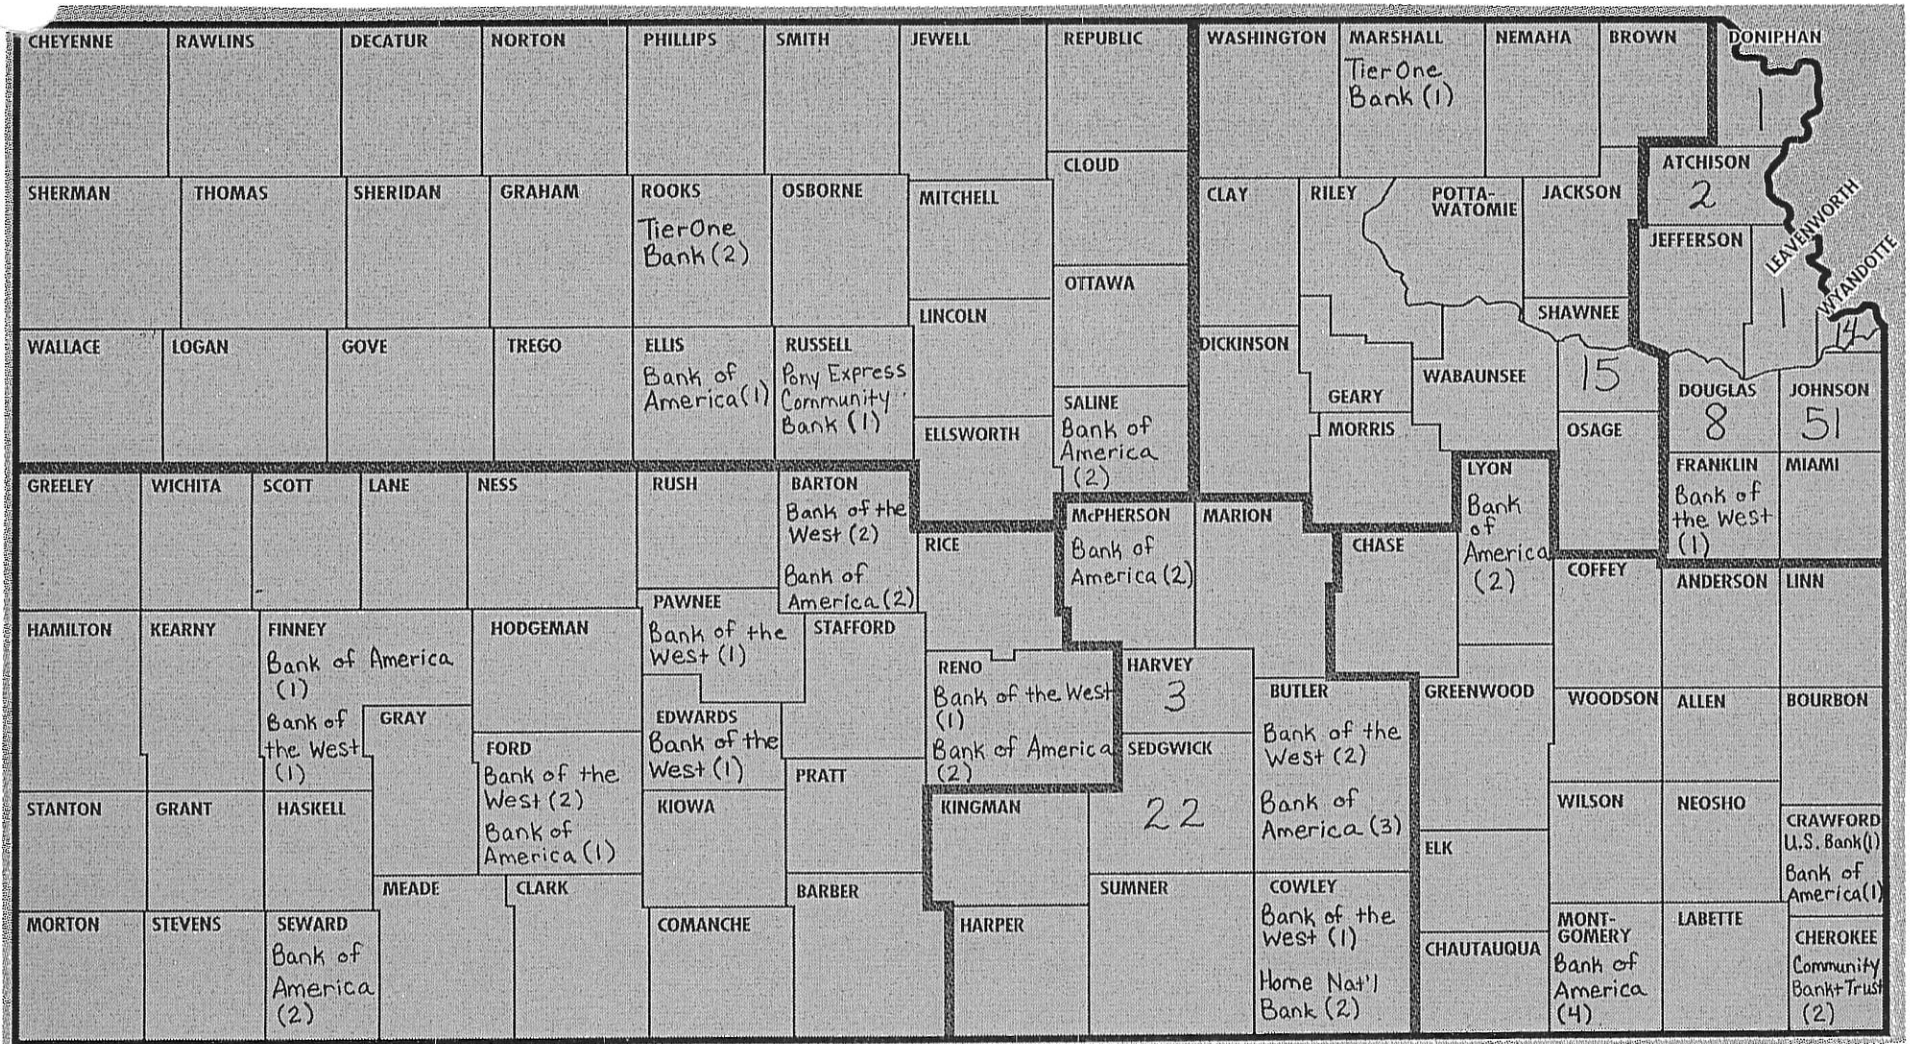 CHEYENNE
RAWLINS
DECATUR
NORTON
PHILLIPS
SMITH
JEWELL
REPUBLIC
WASHINGTON
MARSHALL
TierOne
Bank (1)
NEMAHA
BROWN
DONIPHAN
1
CLOUD
ATCHISON
2
SHERMAN
THOMAS
SHERIDAN
GRAHAM
ROOKS
TierOne
Bank (2)
OSBORNE
MITCHELL
CLAY
RILEY
POTTA-
WATOMIE
JACKSON
JEFFERSON
LEAVENWORTH
1
WYANDOTTE
14
OTTAWA
LINCOLN
SHAWNEE
15
WALLACE
LOGAN
GOVE
TREGO
ELLIS
Bank of
America (1)
RUSSELL
Pony Express
Community
Bank (1)
DICKINSON
GEARY
WABAUNSEE
DOUGLAS
8
JOHNSON
51
SALINE
Bank of
America
(2)
ELLSWORTH
MORRIS
OSAGE
LYON
Bank
of
America
(2)
FRANKLIN
Bank of
the West
(1)
MIAMI
GREELEY
WICHITA
SCOTT
LANE
NESS
RUSH
BARTON
Bank of the
West (2)
Bank of
America (2)
RICE
McPHERSON
Bank of
America (2)
MARION
CHASE
COFFEY
ANDERSON
LINN
HAMILTON
KEARNY
FINNEY
Bank of America
(1)
Bank of
the West
(1)
HODGEMAN
PAWNEE
Bank of the
West (1)
STAFFORD
RENO
Bank of the West
(1)
Bank of America
(2)
HARVEY
3
BUTLER
Bank of the
West (2)
Bank of
America (3)
GREENWOOD
WOODSON
ALLEN
BOURBON
GRAY
FORD
Bank of the
West (2)
Bank of
America (1)
EDWARDS
Bank of the
West (1)
SEDGWICK
22
PRATT
STANTON
GRANT
HASKELL
KIOWA
KINGMAN
WILSON
NEOSHO
CRAWFORD
U.S. Bank (1)
Bank of
America (1)
ELK
MEADE
CLARK
BARBER
SUMNER
COWLEY
Bank of the
West (1)
Home Nat'l
Bank (2)
MORTON
STEVENS
SEWARD
Bank of
America
(2)
COMANCHE
HARPER
CHAUTAUQUA
MONT-
GOMERY
Bank of
America
(4)
LABETTE
CHEROKEE
Community
Bank+Trust
(2)